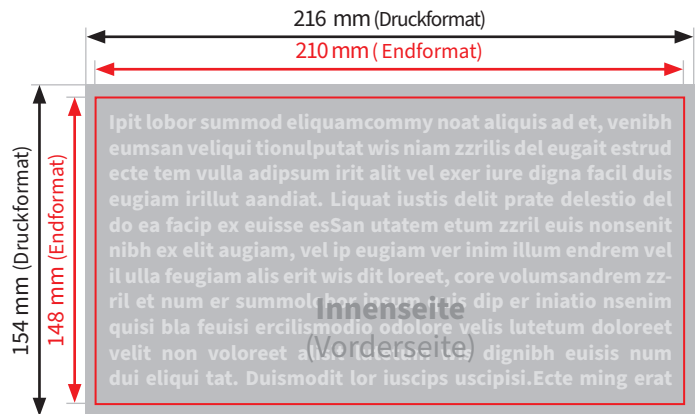 216 mm (Druckformat)
210 mm ( Endformat)
154 mm (Druckformat)
148 mm (Endformat)
Ipit lobor summod eliquamcommy noat aliquis ad et, venibh
eumsan veliqui tionulputat wis niam zzrilis del eugait estrud
ecte tem vulla adipsum irit alit vel exer iure digna facil duis
eugiam irillut aandiat. Liquat iustis delit prate delestio del
do ea facip ex euisse esSan utatem etum zzril euis nonsenit
nibh ex elit augiam, vel ip eugiam ver irim illum endrem vel
il ulla feugiam alis erit wis dit loreet, core volumsandrem zz-
ril et num er summol dip er iniatio nsenim
quisi bla feuisi ercilismodio odolore velis lutetum doloreet
velit non voloreet dignibh euisis num
dui eliqui tat. Duismodit lor iuscips uscipisi.Ecte ming erat
Innenseite
(Vorderseite)